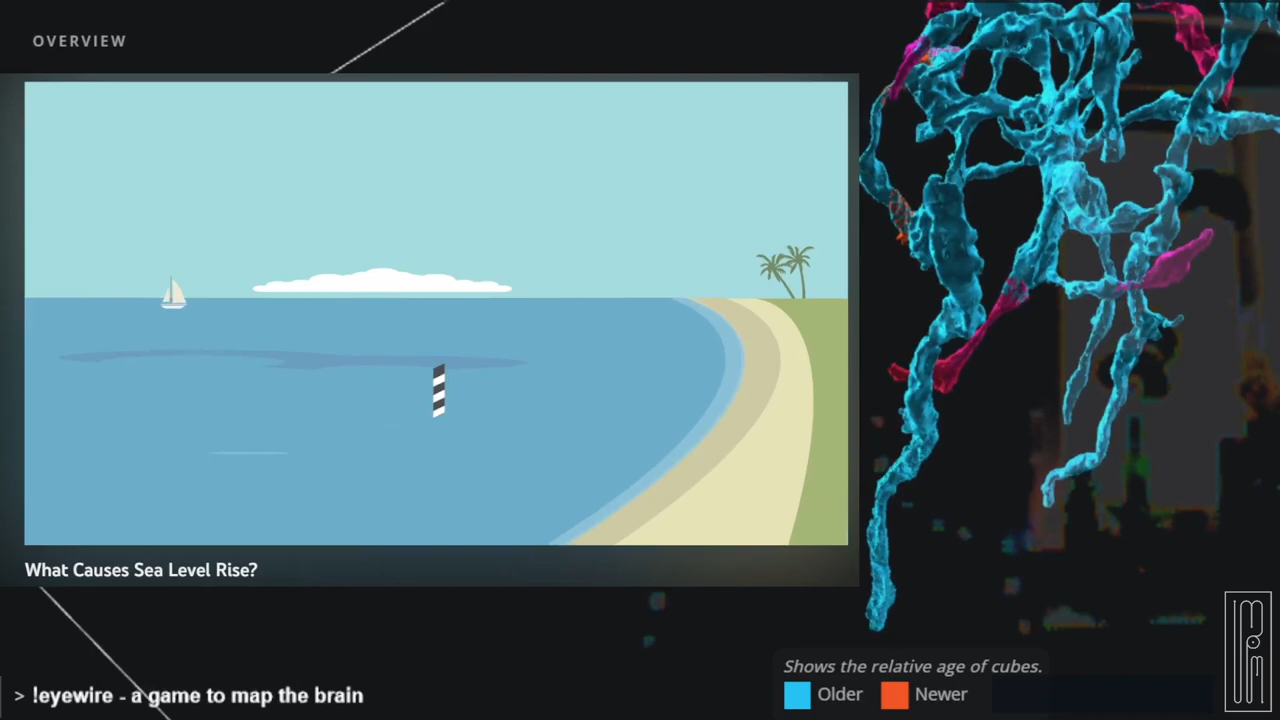 OVERVIEW
What Causes Sea Level Rise?
> !eyewire - a game to map the brain
Shows the relative age of cubes.
Older Newer